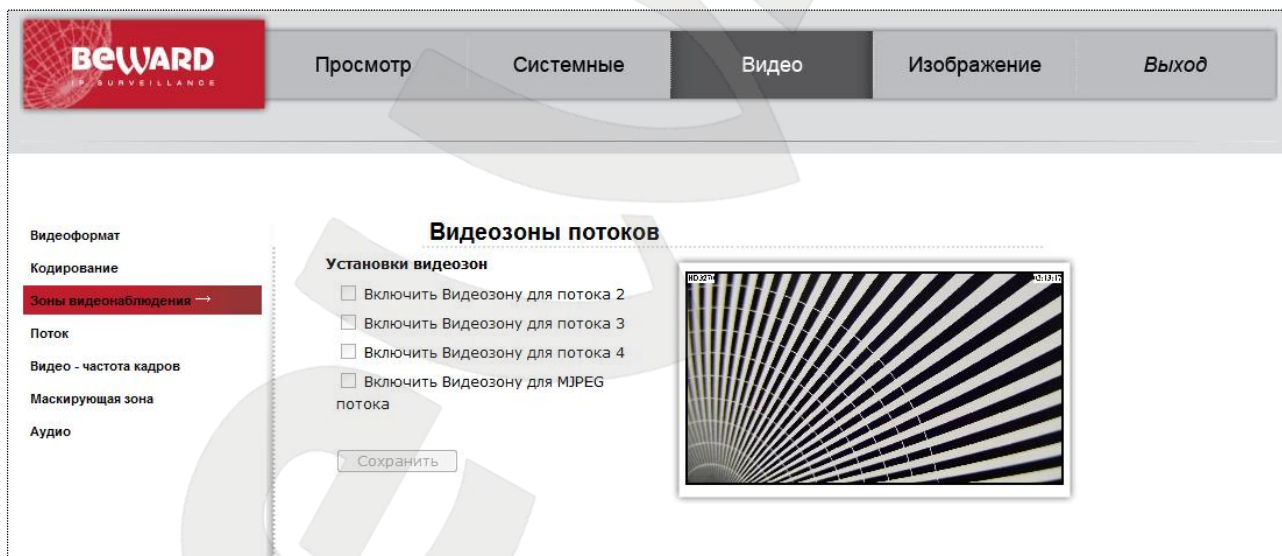 BEWARD
IP SURVEILLANCE
Просмотр
Системные
Видео
Изображение
Выход
Видеоформат
Кодирование
Зоны видеонаблюдения →
Поток
Видео - частота кадров
Маскирующая зона
Аудио
Видеозоны потоков
Установки видеозон
Включить Видеозону для потока 2
Включить Видеозону для потока 3
Включить Видеозону для потока 4
Включить Видеозону для MJPEG
потока
Сохранить